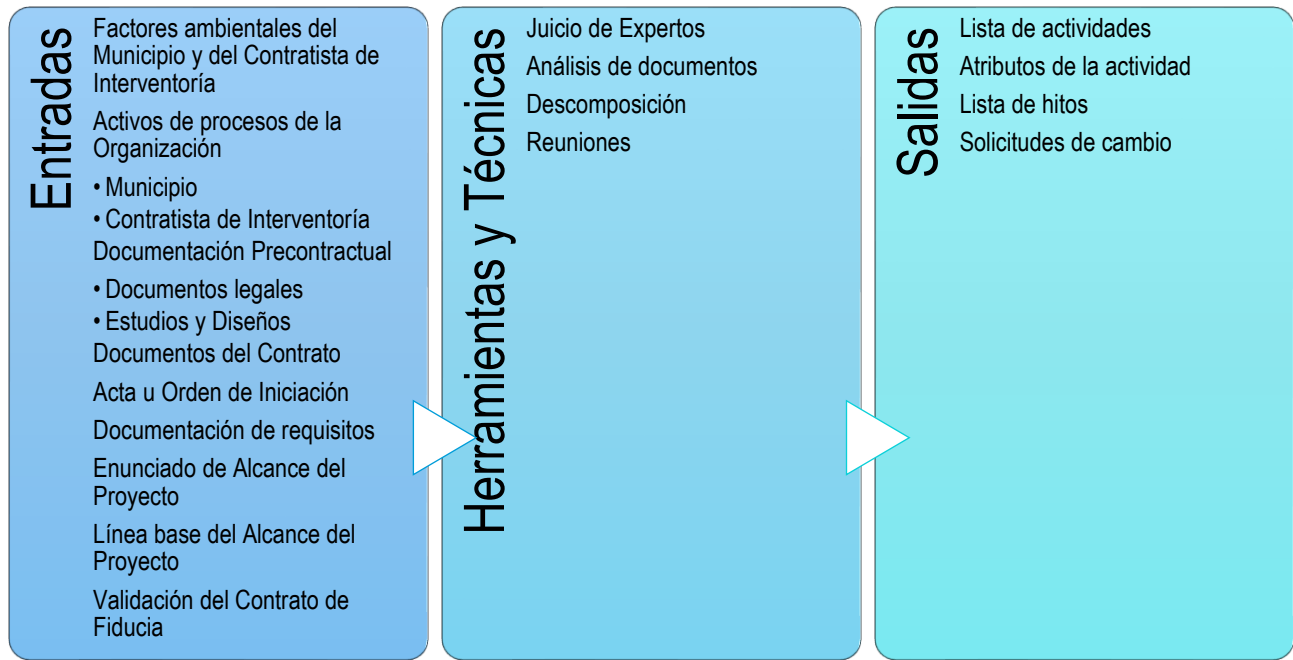 Entradas
Factores ambientales del
Municipio y del Contratista de
Interventoría
Activos de procesos de la
Organización
• Municipio
• Contratista de Interventoría
Documentación Precontractual
• Documentos legales
• Estudios y Diseños
Documentos del Contrato
Acta u Orden de Iniciación
Documentación de requisitos
Enunciado de Alcance del
Proyecto
Línea base del Alcance del
Proyecto
Validación del Contrato de
Fiducia
Herramientas y Técnicas
Juicio de Expertos
Análisis de documentos
Descomposición
Reuniones
Salidas
Lista de actividades
Atributos de la actividad
Lista de hitos
Solicitudes de cambio